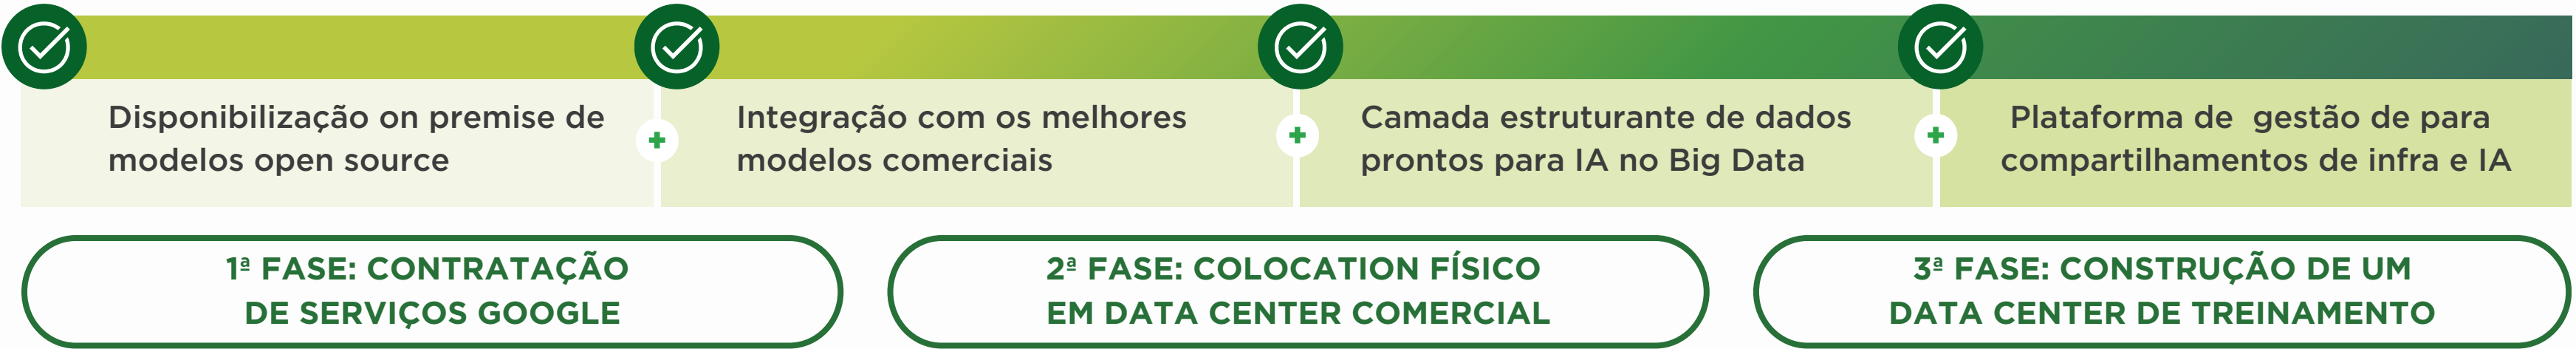 Disponibilização on premise de
modelos open source
Integração com os melhores
modelos comerciais
Camada estruturante de dados
prontos para IA no Big Data
Plataforma de gestão de para
compartilhamentos de infra e IA
1ª FASE: CONTRATAÇÃO
DE SERVIÇOS GOOGLE
2ª FASE: COLOCATION FÍSICO
EM DATA CENTER COMERCIAL
3ª FASE: CONSTRUÇÃO DE UM
DATA CENTER DE TREINAMENTO